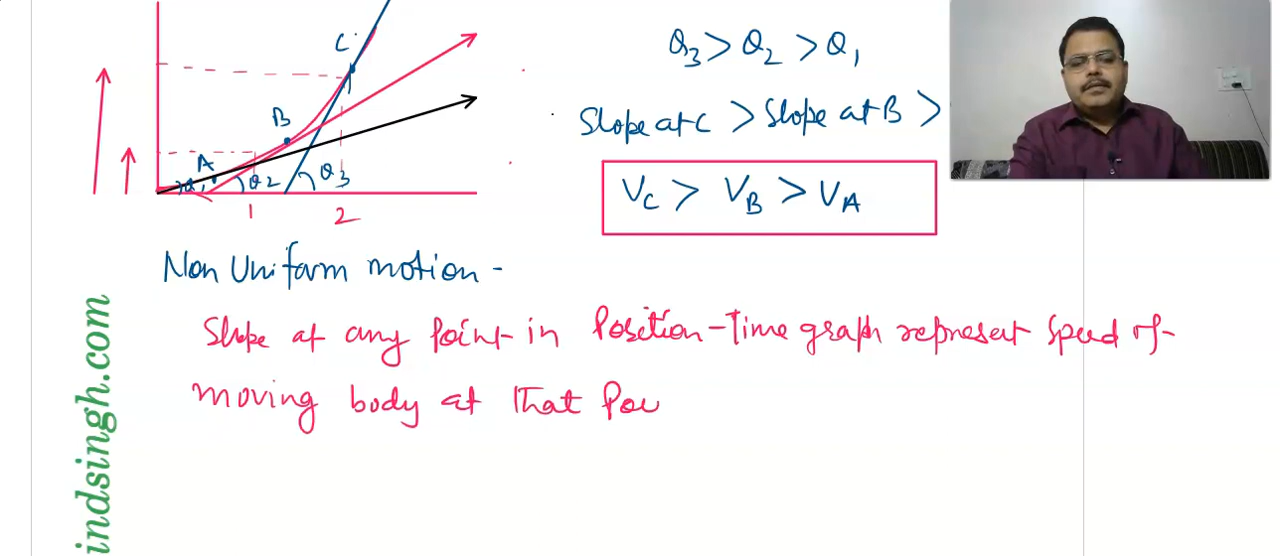 C
B
A
θ1
θ2
θ3
1
2
θ3 > θ2 > θ1
Slope at C > Slope at B >
VC > VB > VA
Non Uniform motion -
Slope at any point in Position-Time graph represent speed of
moving body at that Poi
indsingh.com